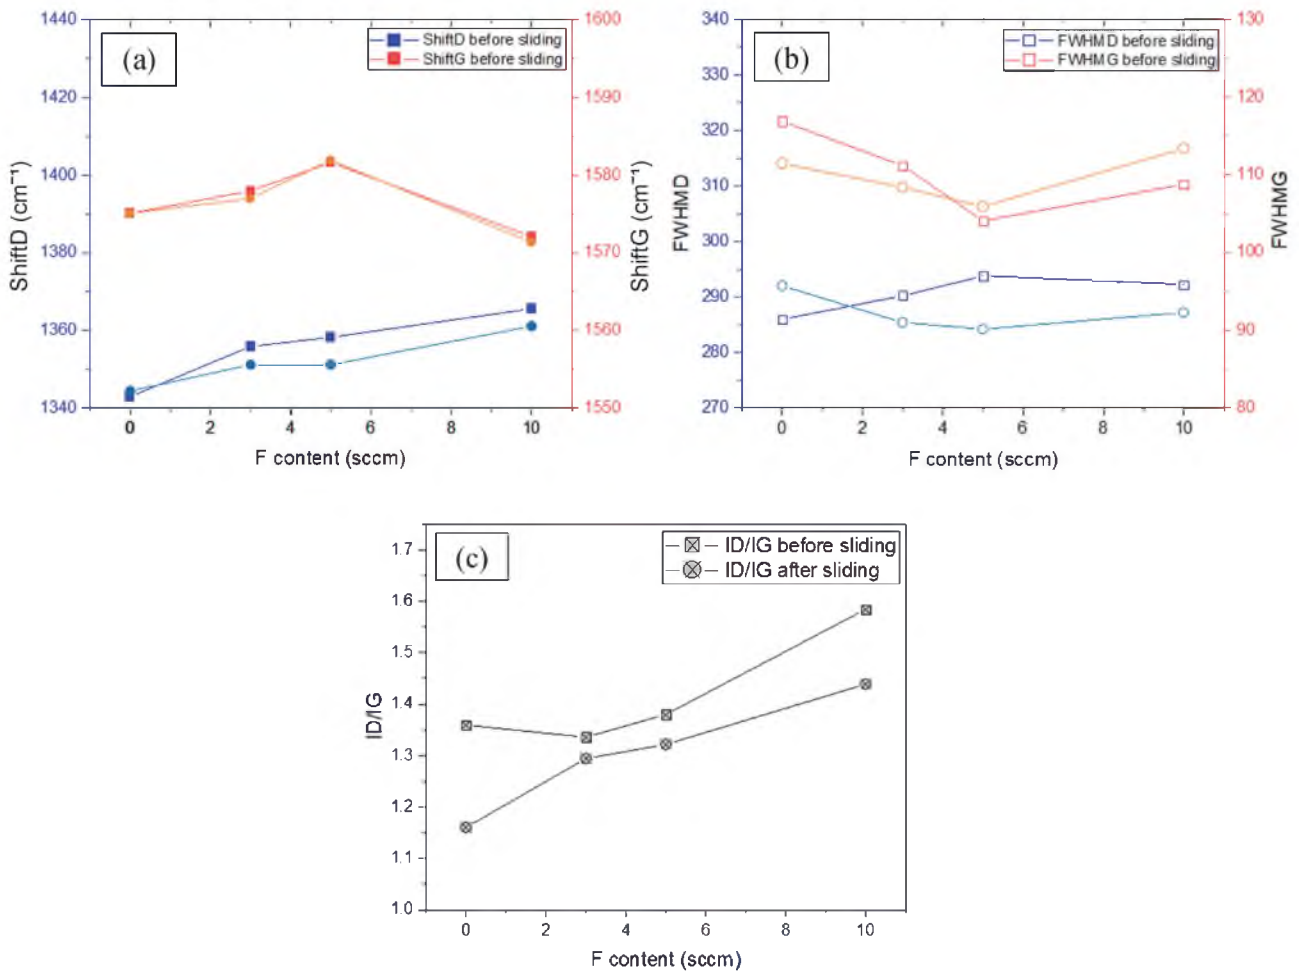 (a)
ShiftD before sliding
ShiftG before sliding
1440
1420
1400
1380
1360
1340
ShiftD (cm⁻¹)
1600
1590
1580
1570
1560
1550
ShiftG (cm⁻¹)
0 2 4 6 8 10
F content (sccm)
(b)
FWHMD before sliding
FWHMG before sliding
340
330
320
310
300
290
280
270
FWHMD
130
120
110
100
90
80
FWHMG
0 2 4 6 8 10
F content (sccm)
(c)
ID/IG before sliding
ID/IG after sliding
1.7
1.6
1.5
1.4
1.3
1.2
1.1
1.0
ID/IG
0 2 4 6 8 10
F content (sccm)